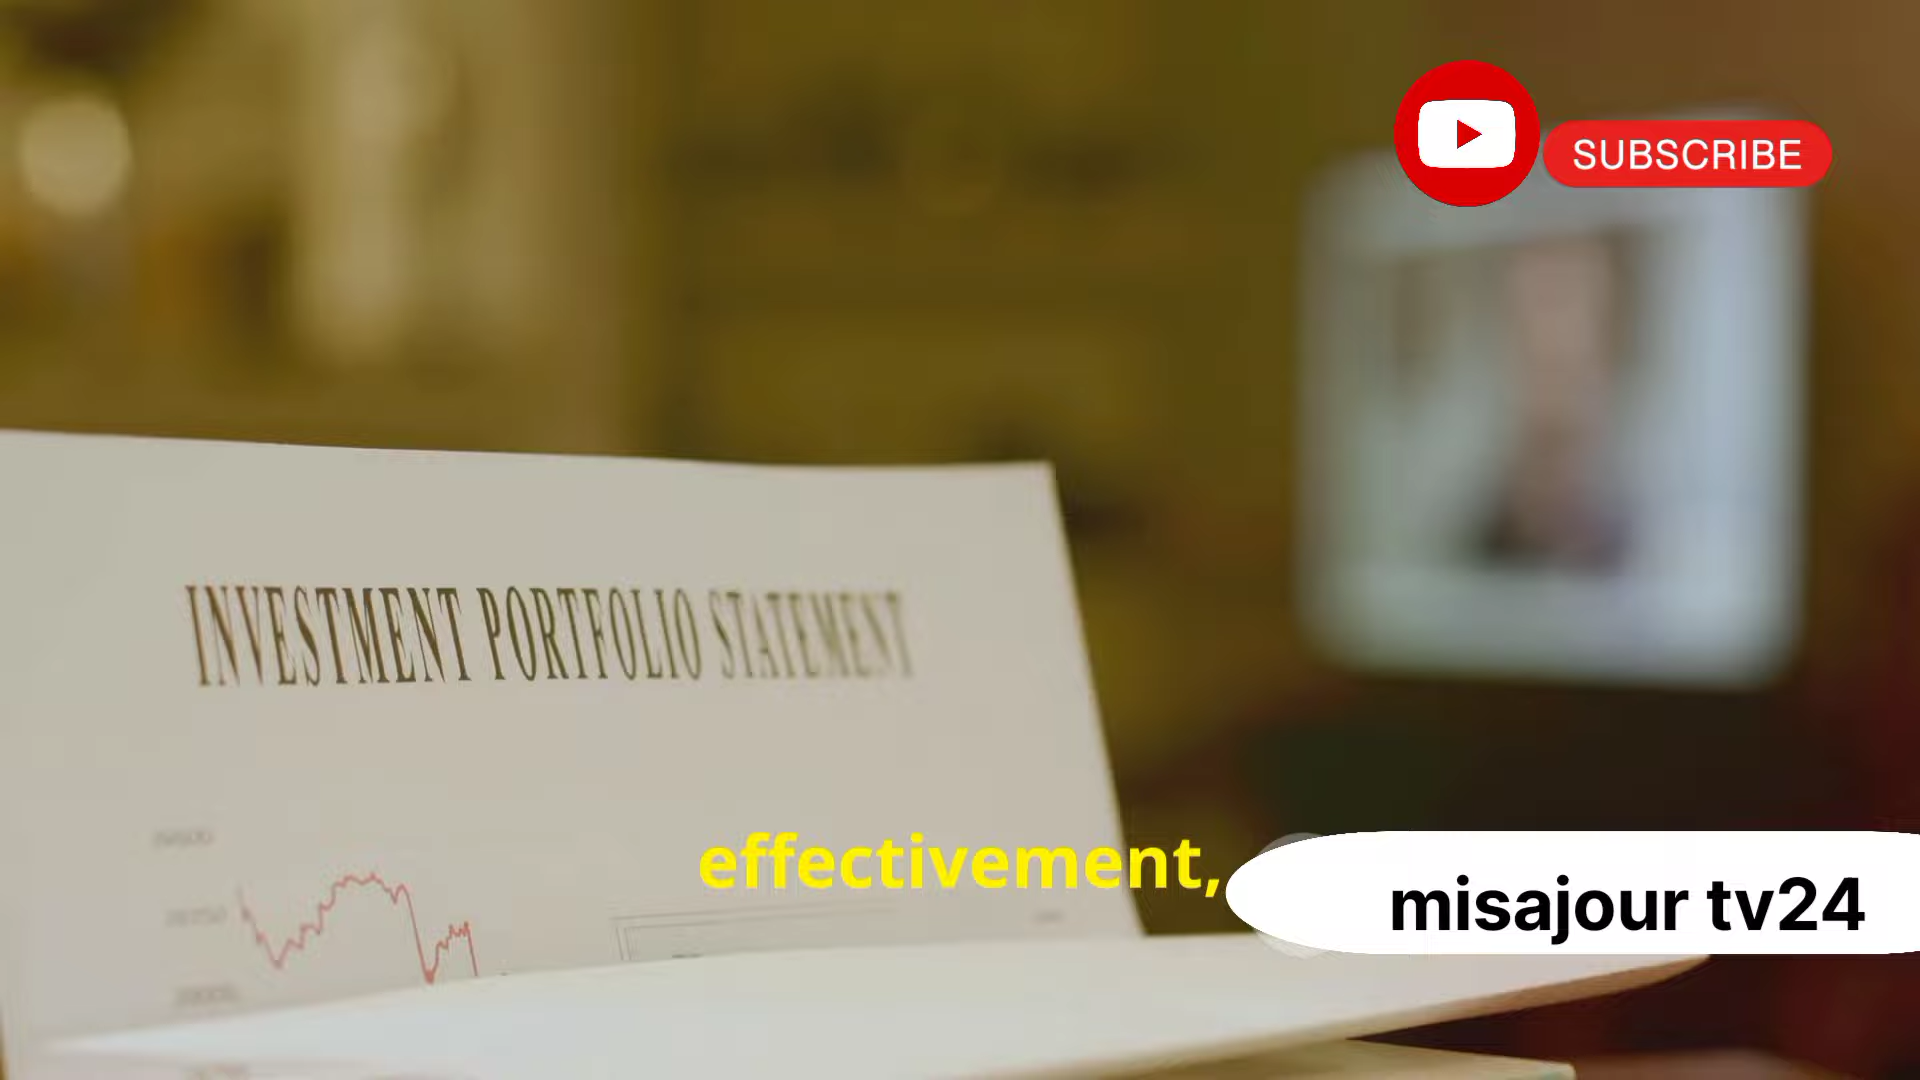 SUBSCRIBE
INVESTMENT PORTFOLIO STATEMENT
effectivement,
misajour tv24